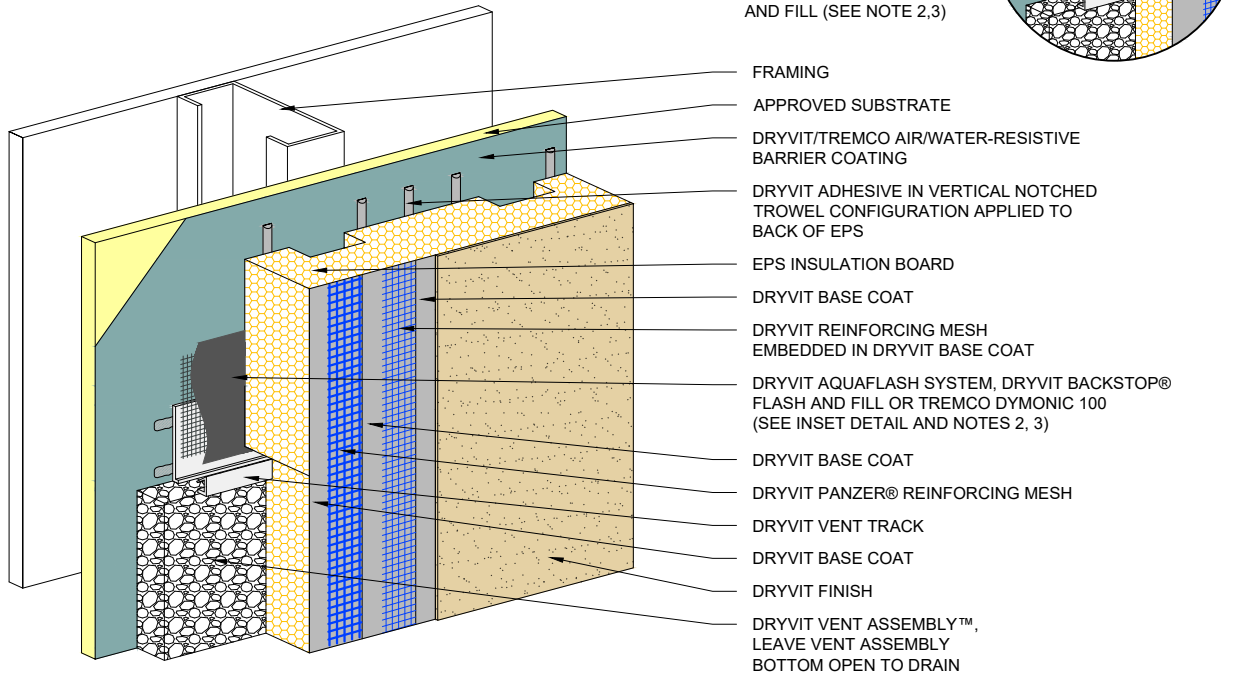 AND FILL (SEE NOTE 2,3)
FRAMING
APPROVED SUBSTRATE
DRYVIT/TREMCO AIR/WATER-RESISTIVE
BARRIER COATING
DRYVIT ADHESIVE IN VERTICAL NOTCHED
TROWEL CONFIGURATION APPLIED TO
BACK OF EPS
EPS INSULATION BOARD
DRYVIT BASE COAT
DRYVIT REINFORCING MESH
EMBEDDED IN DRYVIT BASE COAT
DRYVIT AQUAFLASH SYSTEM, DRYVIT BACKSTOP®
FLASH AND FILL OR TREMCO DYMONIC 100
(SEE INSET DETAIL AND NOTES 2, 3)
DRYVIT BASE COAT
DRYVIT PANZER® REINFORCING MESH
DRYVIT VENT TRACK
DRYVIT BASE COAT
DRYVIT FINISH
DRYVIT VENT ASSEMBLY™,
LEAVE VENT ASSEMBLY
BOTTOM OPEN TO DRAIN